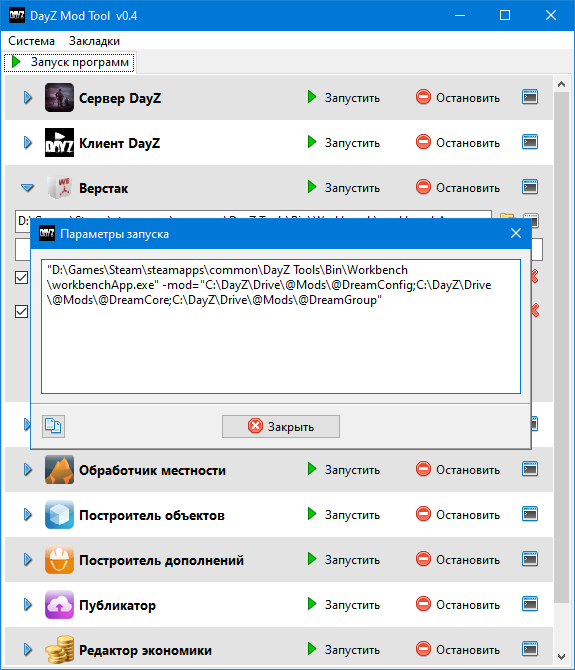 DayZ Mod Tool v0.4
Система Закладки
Запуск программ
Сервер DayZ Запустить Остановить
Клиент DayZ Запустить Остановить
Верстак Запустить Остановить
Параметры запуска
"D:\Games\Steam\steamapps\common\DayZ Tools\Bin\Workbench
\workbenchApp.exe" -mod="C:\DayZ\Drive\@Mods\@DreamConfig;C:\DayZ\Drive
\@Mods\@DreamCore;C:\DayZ\Drive\@Mods\@DreamGroup"
Закрыть
Обработчик местности Запустить Остановить
Построитель объектов Запустить Остановить
Построитель дополнений Запустить Остановить
Публикатор Запустить Остановить
Редактор экономики Запустить Остановить